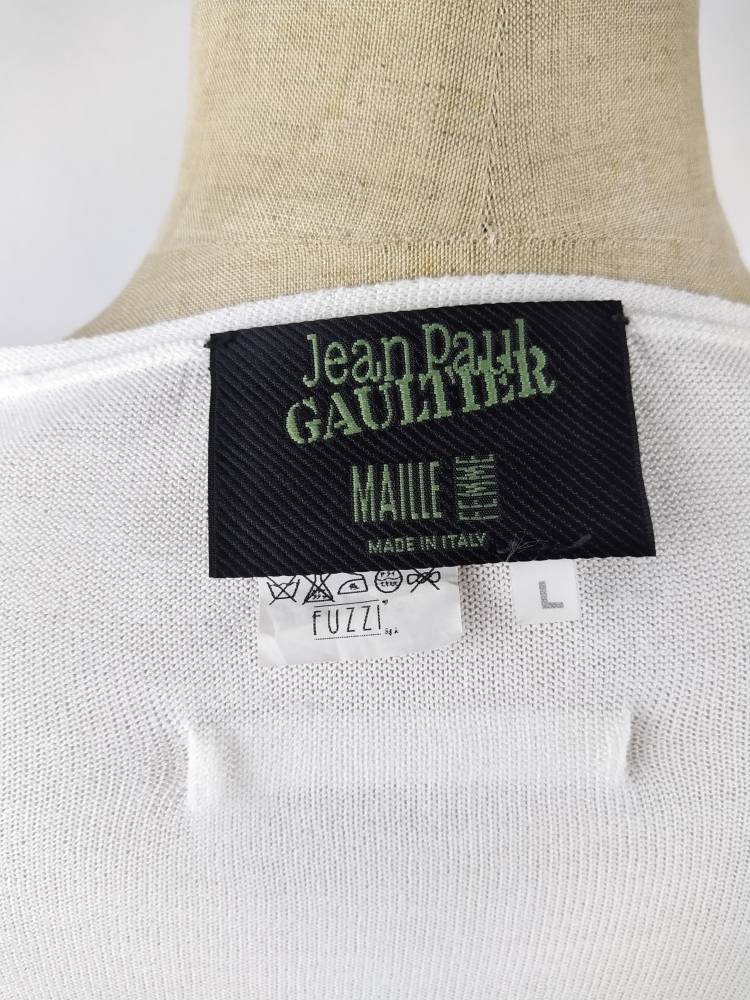 Jean Paul
GAULTIER
MAILLE FEMME
MADE IN ITALY
FUZZI
L